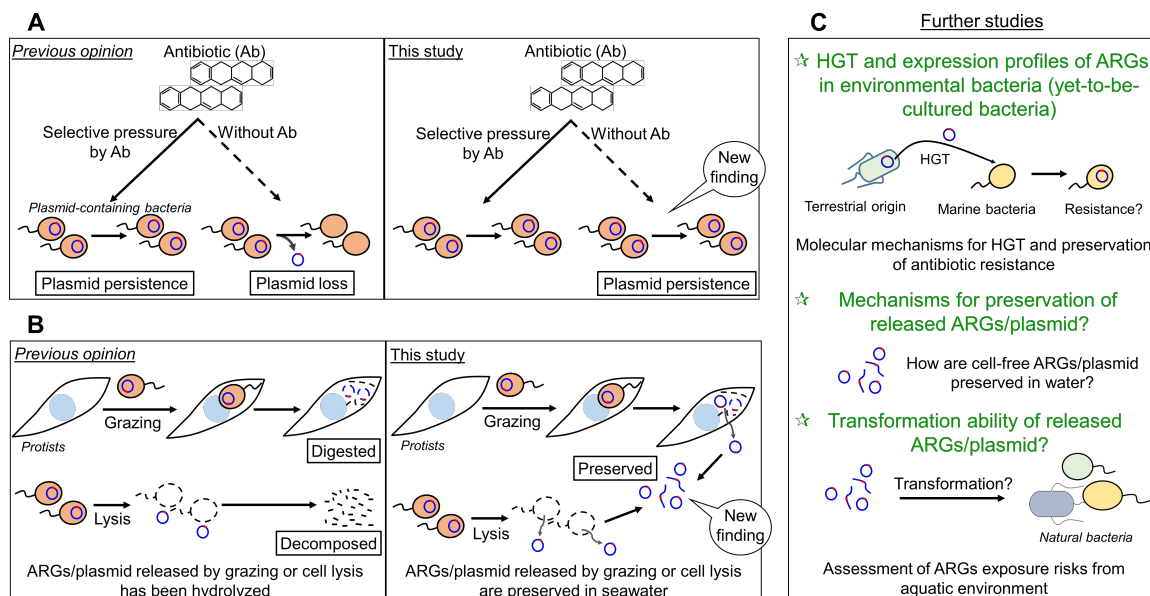 A
Previous opinion
Antibiotic (Ab)
Selective pressure
by Ab
Without Ab
Plasmid-containing bacteria
Plasmid persistence
Plasmid loss
This study
Antibiotic (Ab)
Selective pressure
by Ab
Without Ab
New
finding
Plasmid persistence
B
Previous opinion
Grazing
Protists
Digested
Lysis
Decomposed
ARGs/plasmid released by grazing or cell lysis
has been hydrolyzed
This study
Grazing
Protists
Preserved
Lysis
New
finding
ARGs/plasmid released by grazing or cell lysis
are preserved in seawater
C
Further studies
☆ HGT and expression profiles of ARGs
in environmental bacteria (yet-to-be-
cultured bacteria)
HGT
Terrestrial origin
Marine bacteria
Resistance?
Molecular mechanisms for HGT and preservation
of antibiotic resistance
☆ Mechanisms for preservation of
released ARGs/plasmid?
How are cell-free ARGs/plasmid
preserved in water?
☆ Transformation ability of released
ARGs/plasmid?
Transformation?
Natural bacteria
Assessment of ARGs exposure risks from
aquatic environment